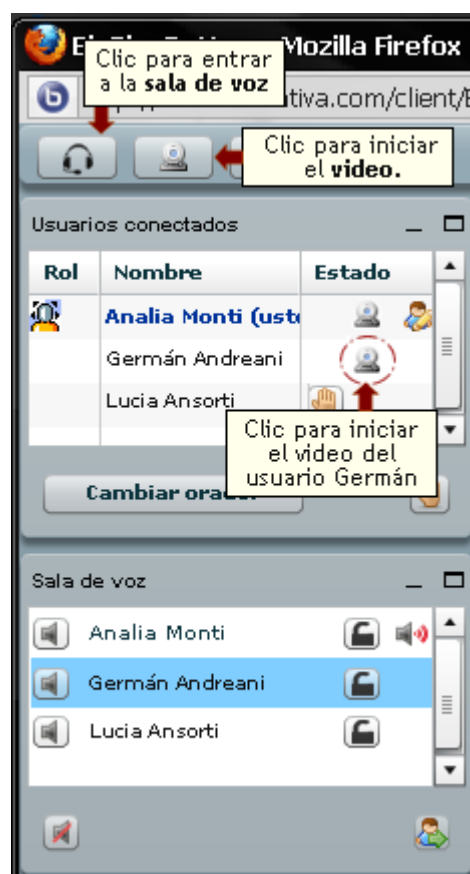 Mozilla Firefox
Clic para entrar
a la sala de voz
tiva.com/client/
Clic para iniciar
el video.
Usuarios conectados
Rol Nombre Estado
Analia Monti (uste
Germán Andreani
Lucia Ansorti
Clic para iniciar
el video del
usuario Germán
Cambiar orador
Sala de voz
Analia Monti
Germán Andreani
Lucia Ansorti